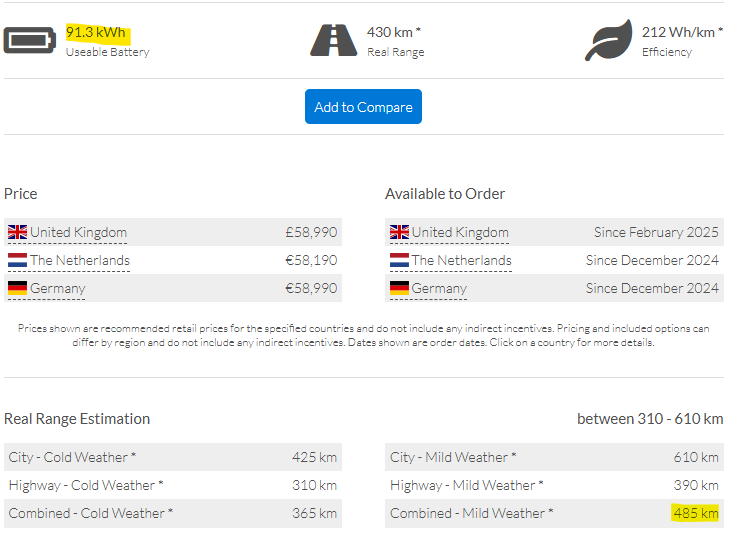 91.3 kWh
Useable Battery
430 km *
Real Range
212 Wh/km *
Efficiency
Add to Compare
Price
United Kingdom £58,990
The Netherlands €58,190
Germany €58,990
Available to Order
United Kingdom Since February 2025
The Netherlands Since December 2024
Germany Since December 2024
Prices shown are recommended retail prices for the specified countries and do not include any indirect incentives. Pricing and included options can
differ by region and do not include any indirect incentives. Dates shown are order dates. Click on a country for more details.
Real Range Estimation between 310 - 610 km
City - Cold Weather * 425 km
Highway - Cold Weather * 310 km
Combined - Cold Weather * 365 km
City - Mild Weather * 610 km
Highway - Mild Weather * 390 km
Combined - Mild Weather * 485 km